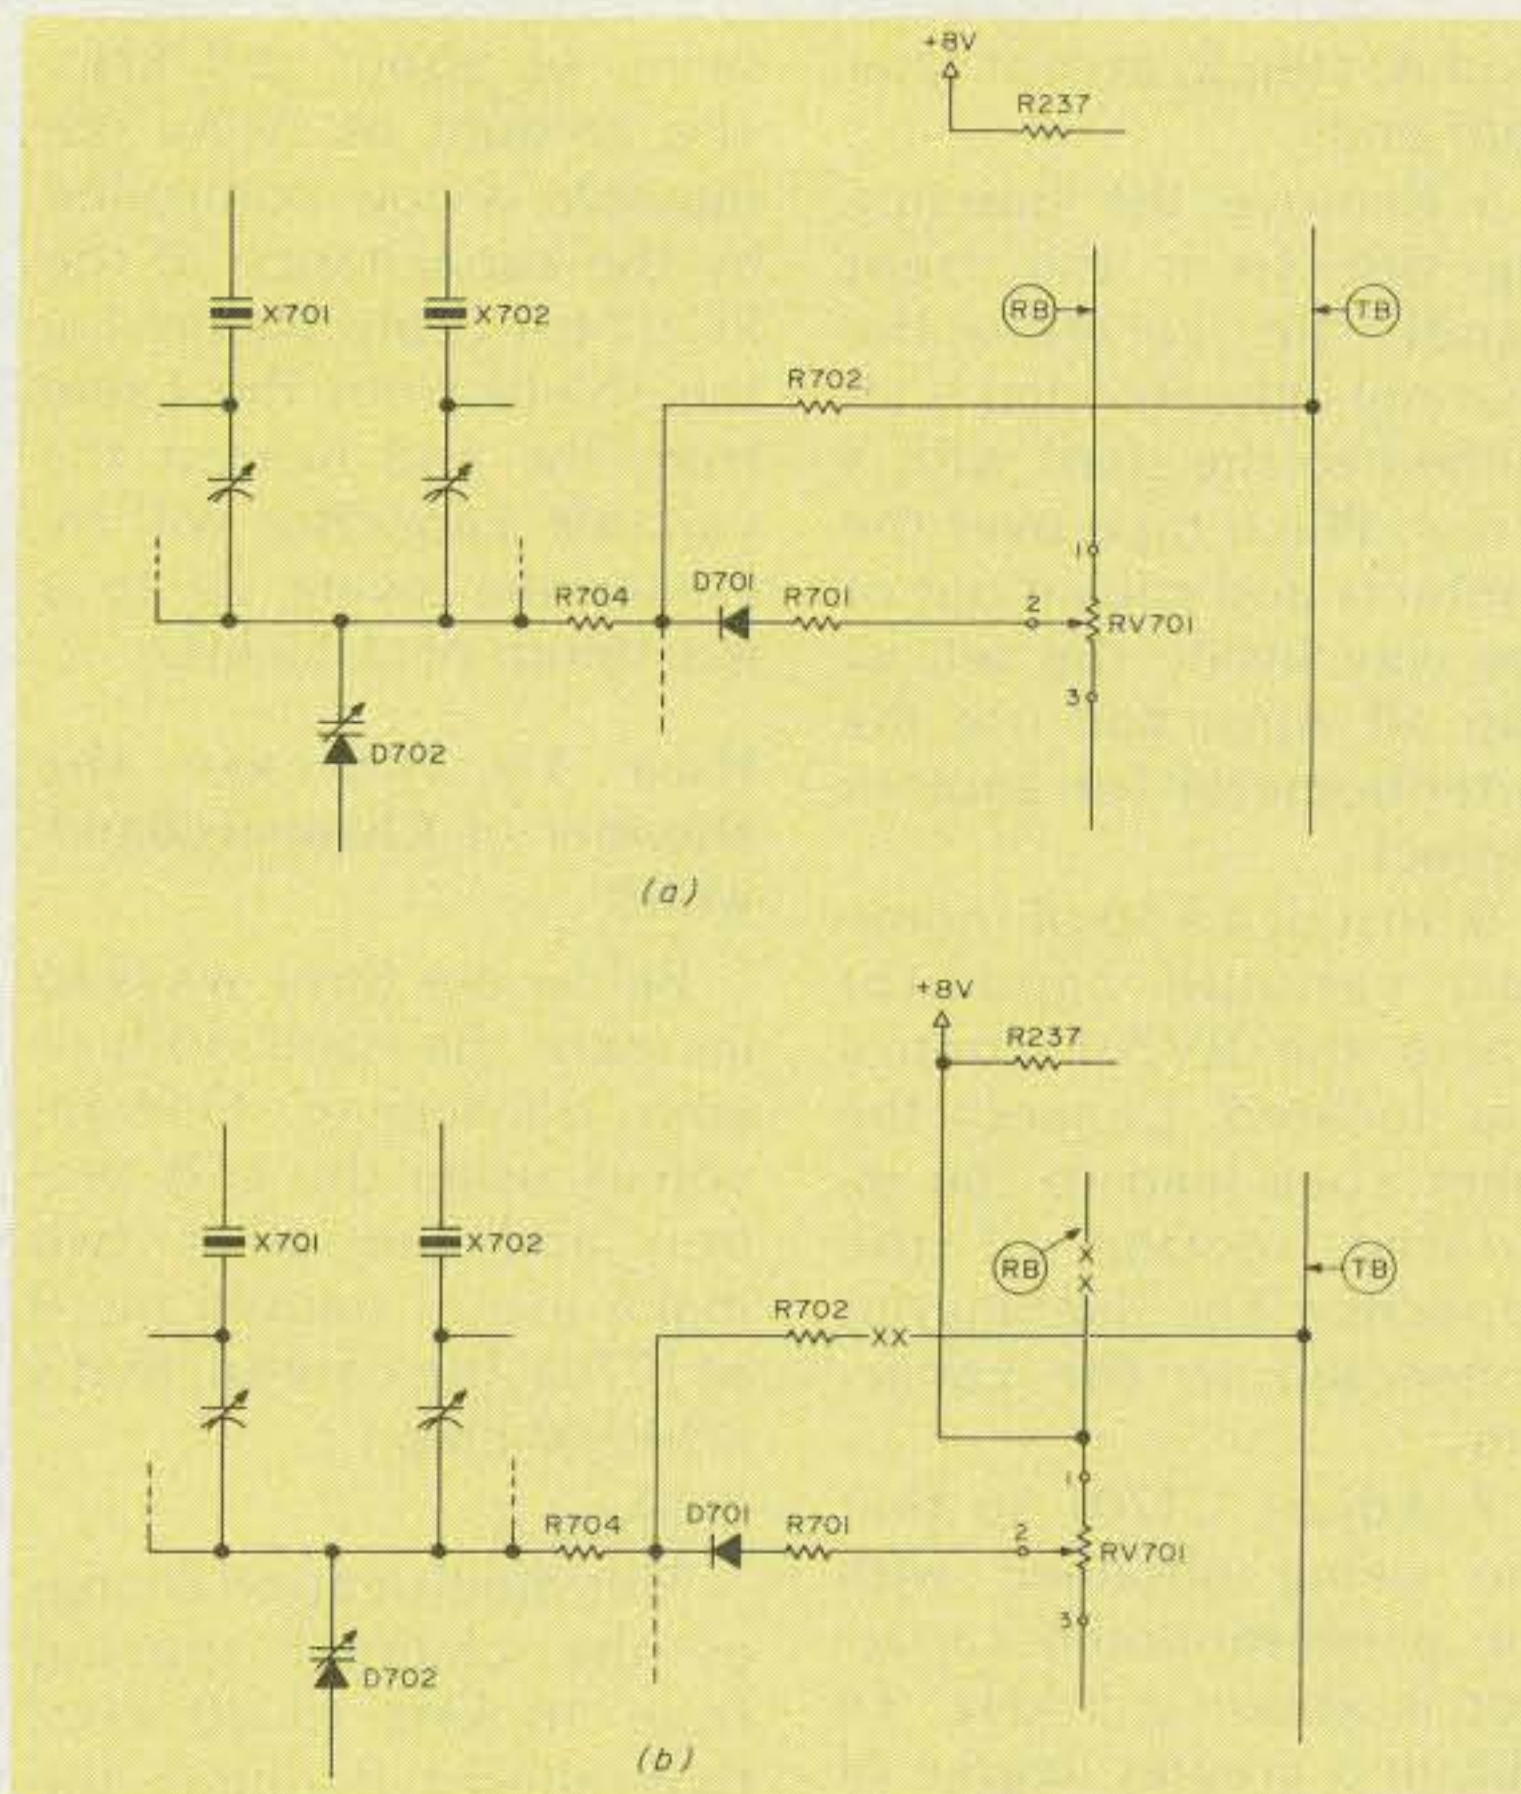 +8V
R237
X701
X702
RB
TB
R702
1
D701
R701
2
R704
RV701
3
D702
(a)
+8V
R237
X701
X702
RB
X
X
TB
R702
XX
1
D701
R701
2
R704
RV701
3
D702
(b)